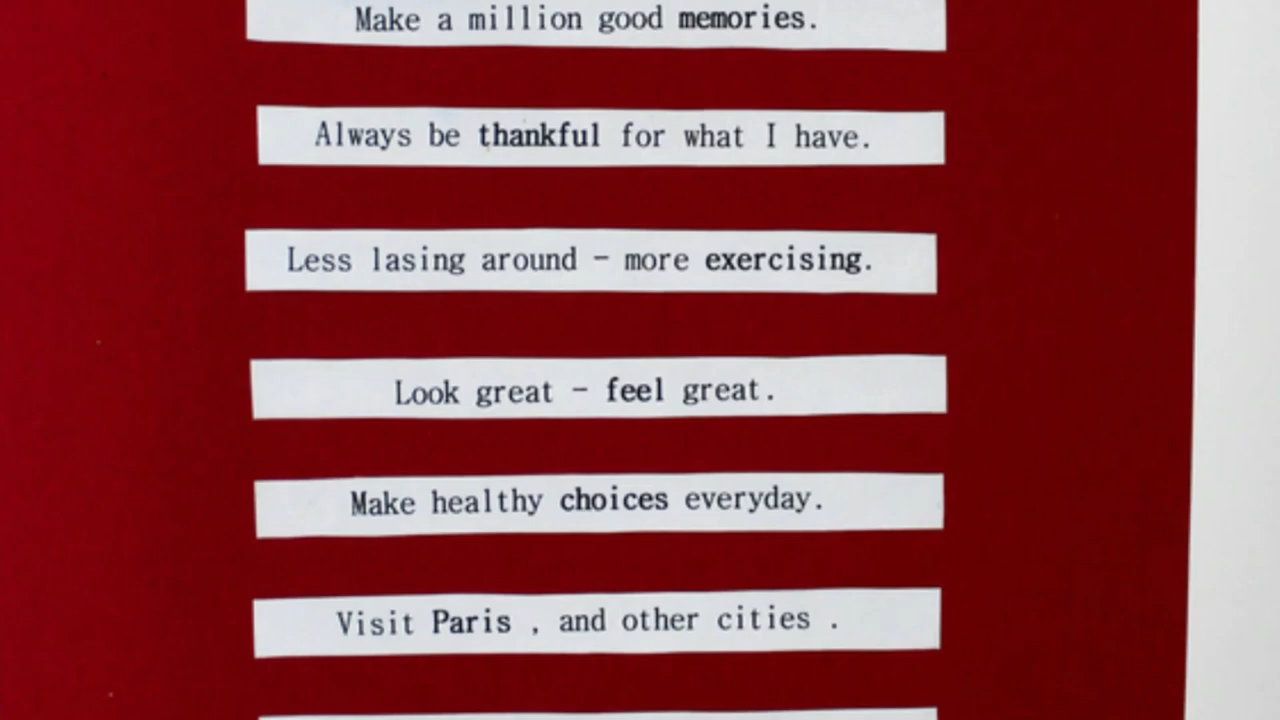 Make a million good memories.
Always be thankful for what I have.
Less lasing around - more exercising.
Look great - feel great.
Make healthy choices everyday.
Visit Paris , and other cities .